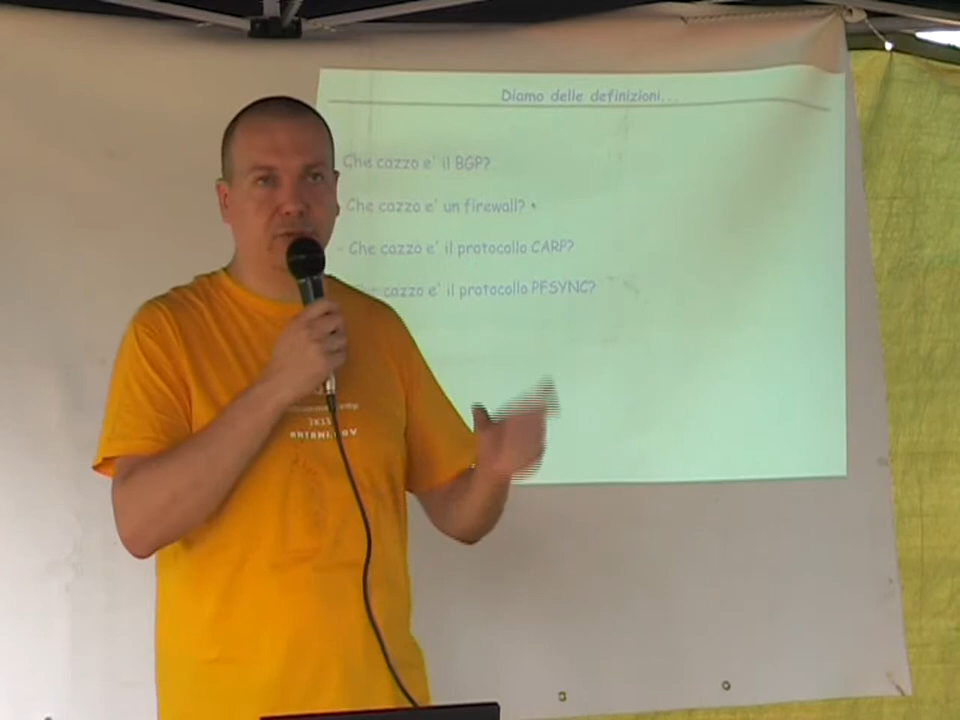 Diamo delle definizioni...
Che cazzo e' il BGP?
Che cazzo e' un firewall?
- Che cazzo e' il protocollo CARP?
cazzo e' il protocollo PFSYNC?